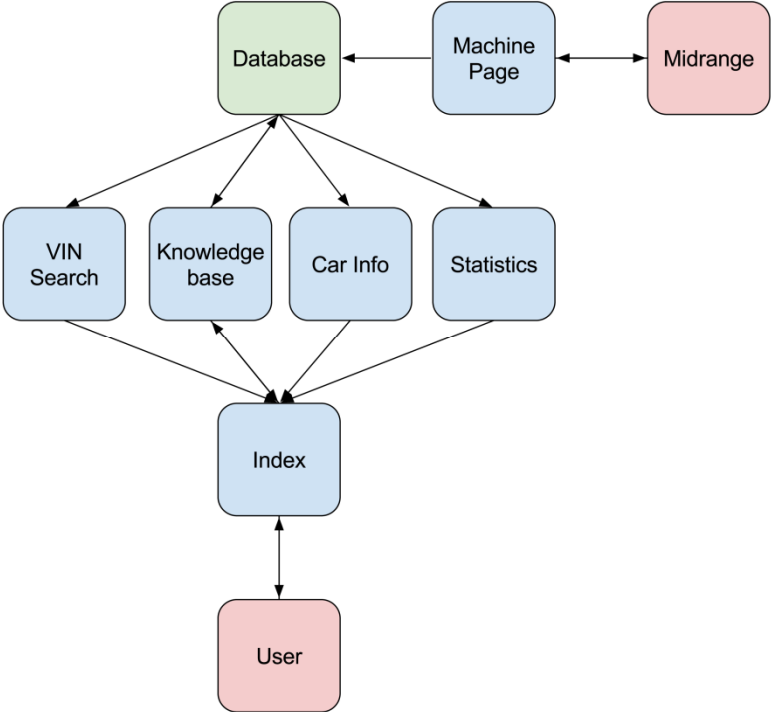 Database
Machine
Page
Midrange
VIN
Search
Knowledge
base
Car Info
Statistics
Index
User